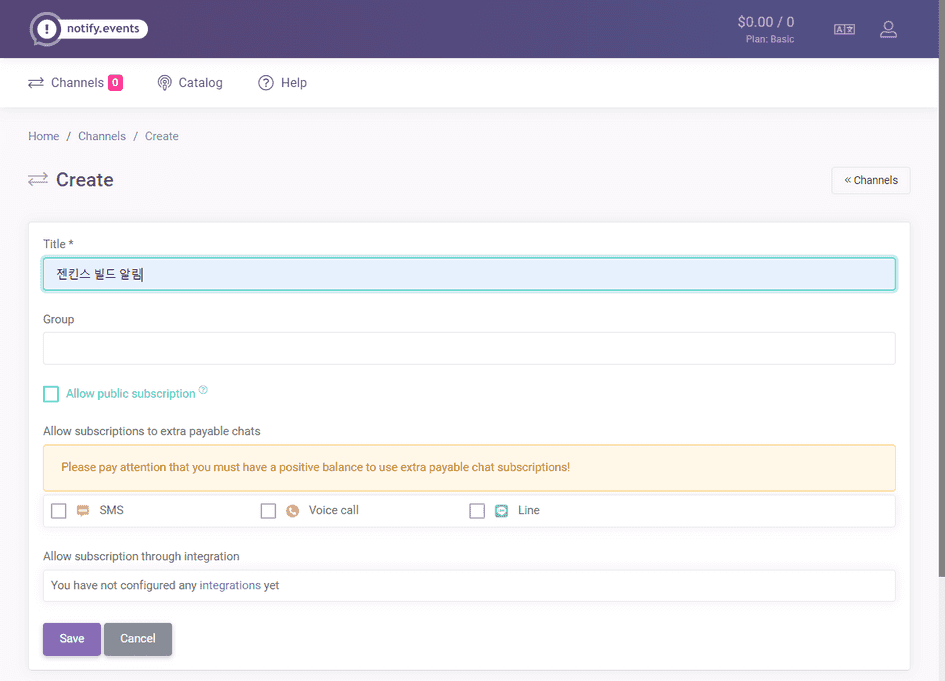 notify.events
$0.00 / 0
Plan: Basic
Channels 0
Catalog
Help
Home / Channels / Create
Create
« Channels
Title *
젠킨스 빌드 알림
Group
Allow public subscription
Allow subscriptions to extra payable chats
Please pay attention that you must have a positive balance to use extra payable chat subscriptions!
SMS
Voice call
Line
Allow subscription through integration
You have not configured any integrations yet
Save
Cancel